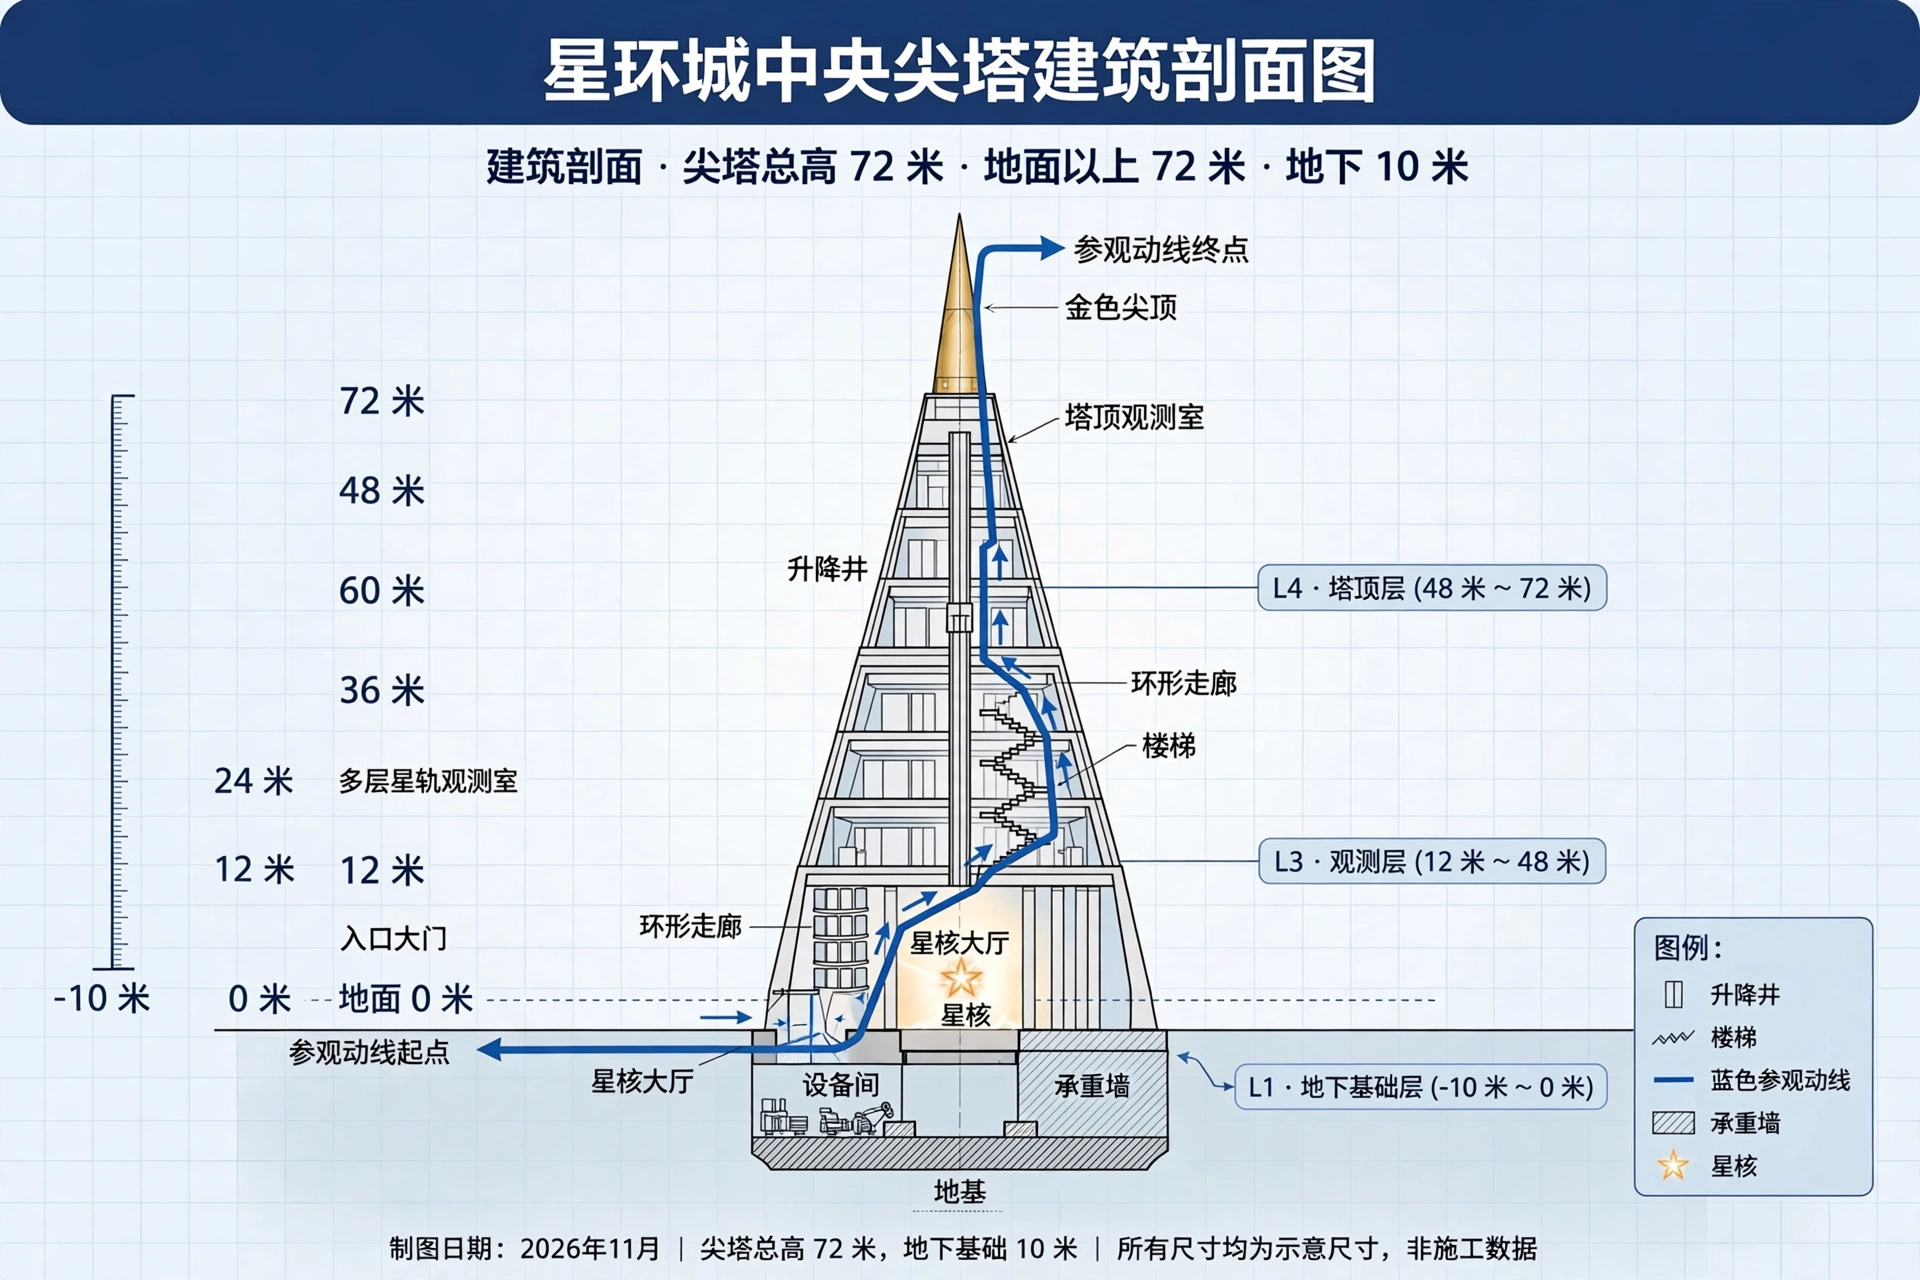 星环城中央尖塔建筑剖面图
建筑剖面 · 尖塔总高 72 米 · 地面以上 72 米 · 地下 10 米
参观动线终点
金色尖顶
72 米
塔顶观测室
48 米
升降井
60 米
L4 · 塔顶层 (48 米 ~ 72 米)
36 米
环形走廊
楼梯
24 米 多层星轨观测室
12 米 12 米
L3 · 观测层 (12 米 ~ 48 米)
环形走廊
入口大门
星核大厅
-10 米 0 米 地面 0 米
星核
参观动线起点
星核大厅
设备间
承重墙
L1 · 地下基础层 (-10 米 ~ 0 米)
地基
图例：
升降井
楼梯
蓝色参观动线
承重墙
星核
制图日期：2026年11月 | 尖塔总高 72 米，地下基础 10 米 | 所有尺寸均为示意尺寸，非施工数据